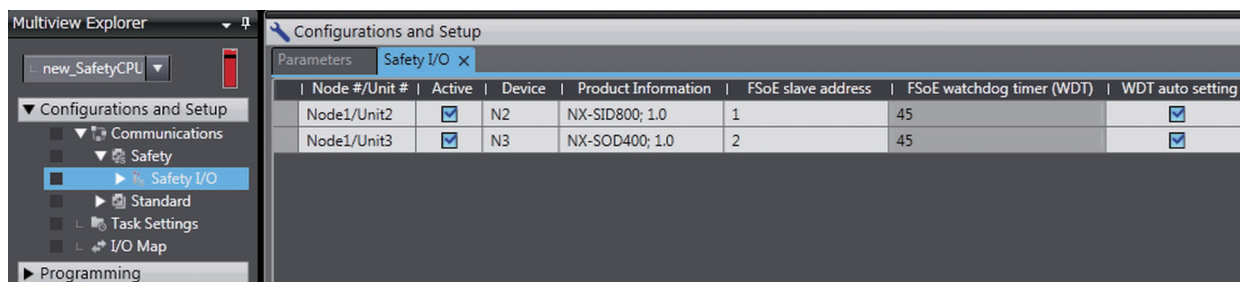 Multiview Explorer
new_SafetyCPU
Configurations and Setup
Communications
Safety
Safety I/O
Standard
Task Settings
I/O Map
Programming
Configurations and Setup
Parameters Safety I/O
Node #/Unit # | Active | Device | Product Information | FSoE slave address | FSoE watchdog timer (WDT) | WDT auto setting
Node1/Unit2 N2 NX-SID800; 1.0 1 45
Node1/Unit3 N3 NX-SOD400; 1.0 2 45